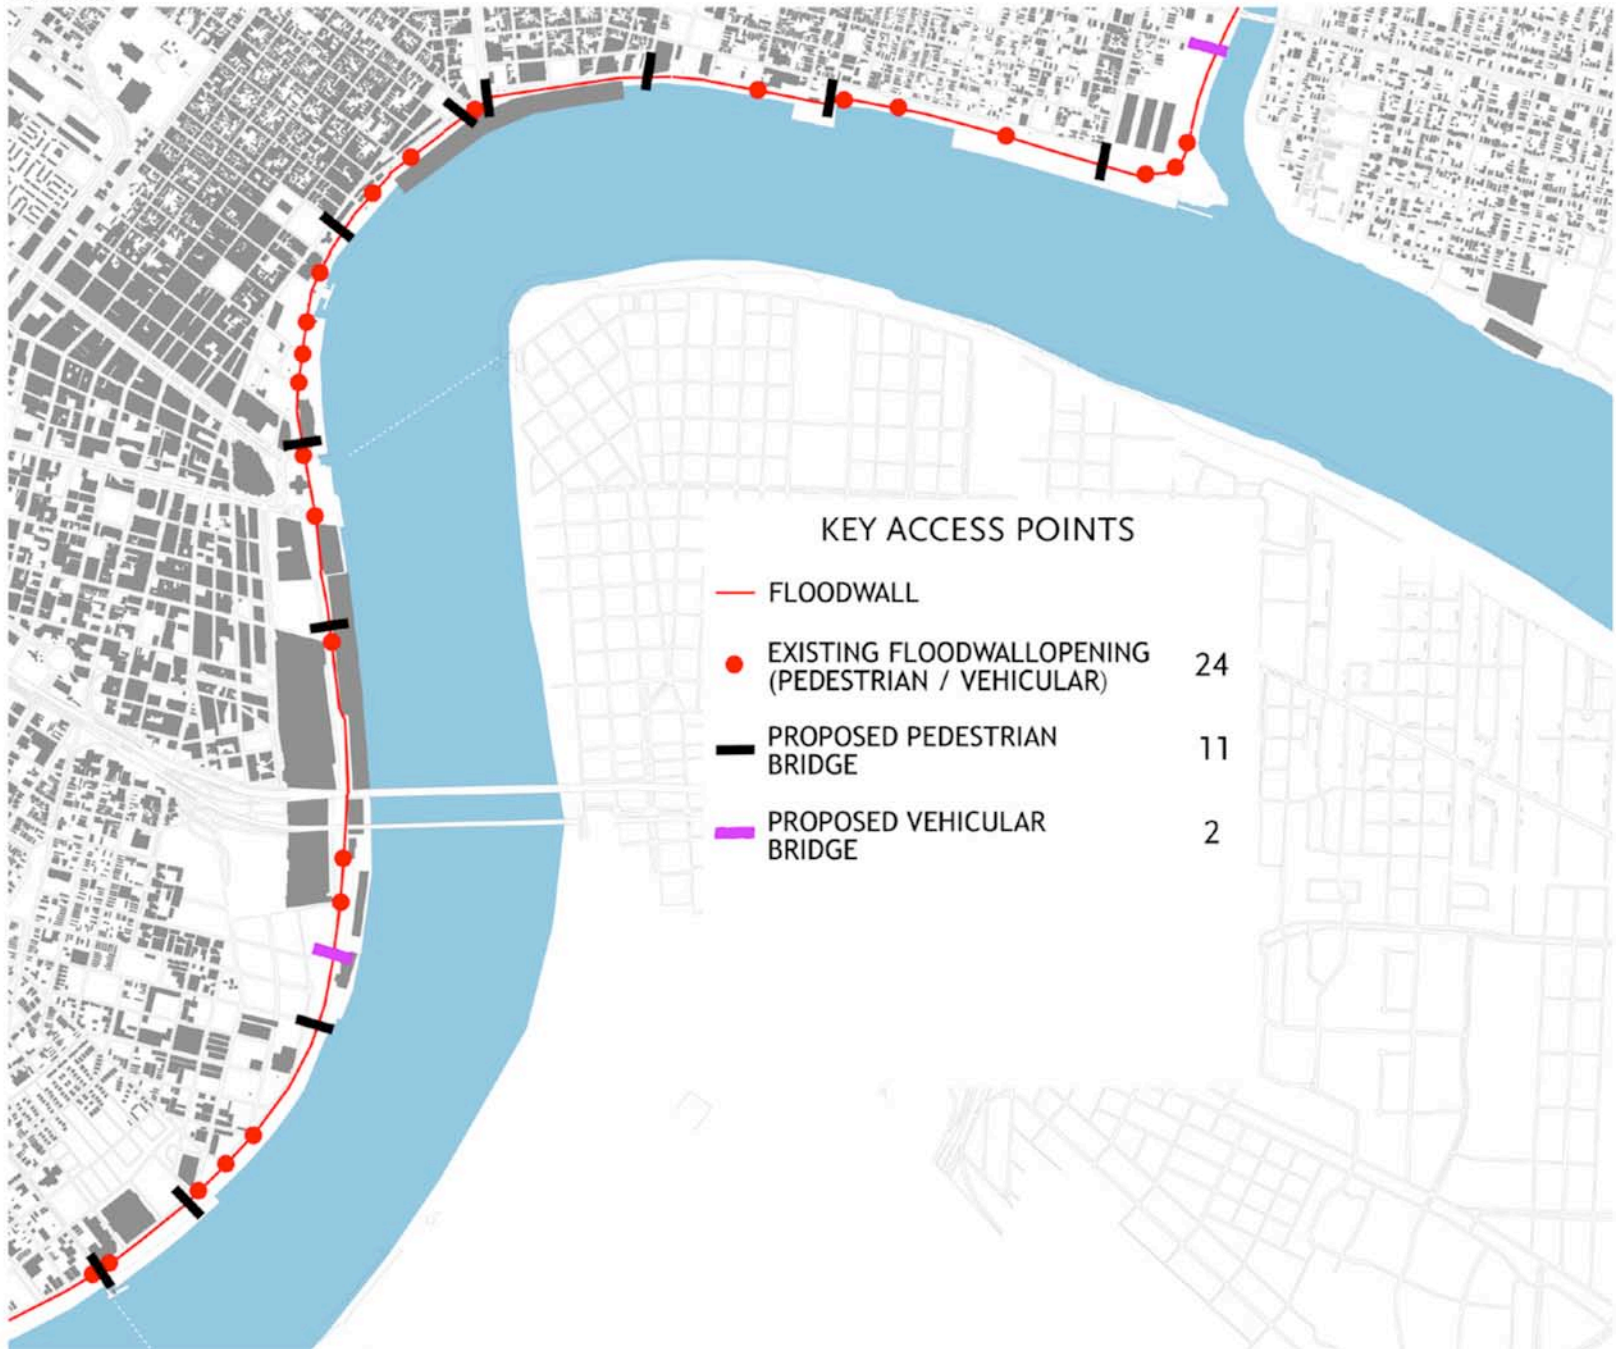 KEY ACCESS POINTS
FLOODWALL
EXISTING FLOODWALLOPENING 24
(PEDESTRIAN / VEHICULAR)
PROPOSED PEDESTRIAN 11
BRIDGE
PROPOSED VEHICULAR 2
BRIDGE